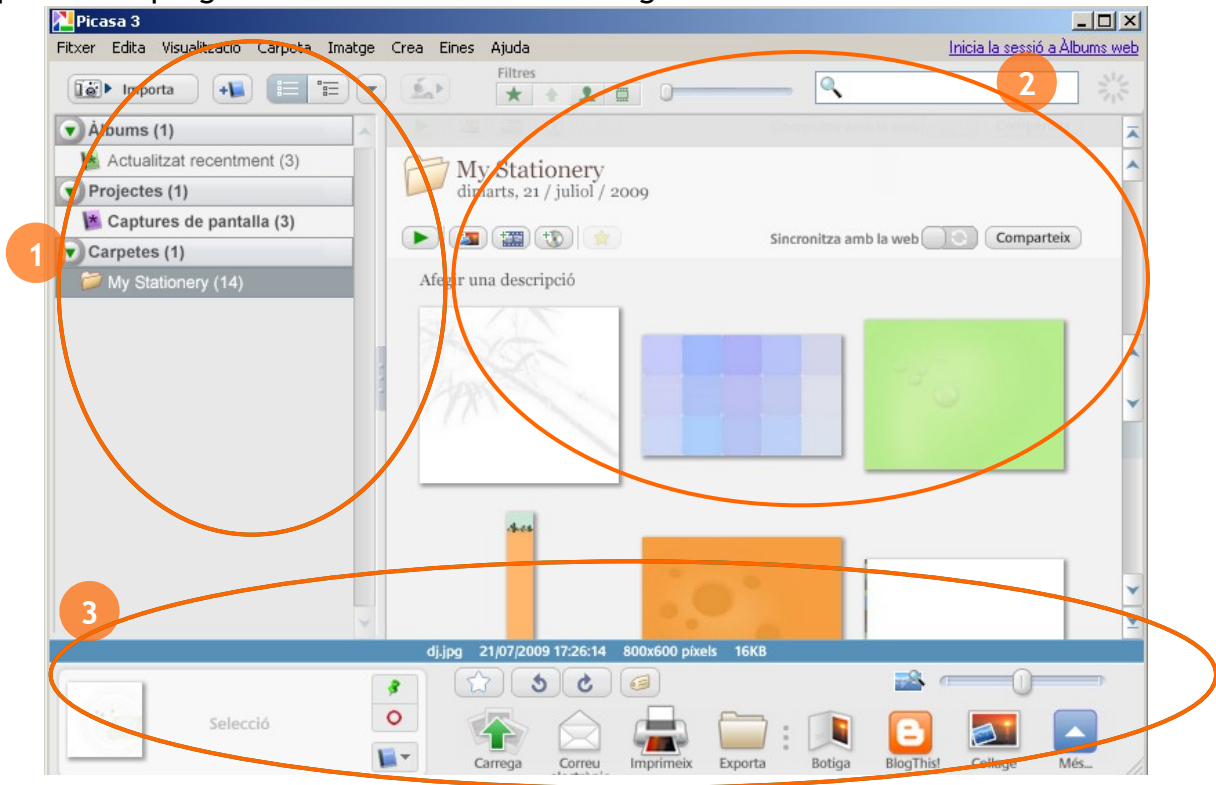 Picasa 3
Fitxer Edita Visualització Carpeta Imatge Crea Eines Ajuda
Inicia la sessió a Àlbums web
Importa
Filtres
2
Àlbums (1)
Actualitzat recentment (3)
Projectes (1)
Captures de pantalla (3)
1
Carpetes (1)
My Stationery (14)
My Stationery
dimarts, 21 / juliol / 2009
Sincronitza amb la web
Comparteix
Afegir una descripció
3
dj.jpg 21/07/2009 17:26:14 800x600 píxels 16KB
Selecció
Carrega
Correu
Imprimeix
Exporta
Botiga
BlogThis!
Collage
Més...